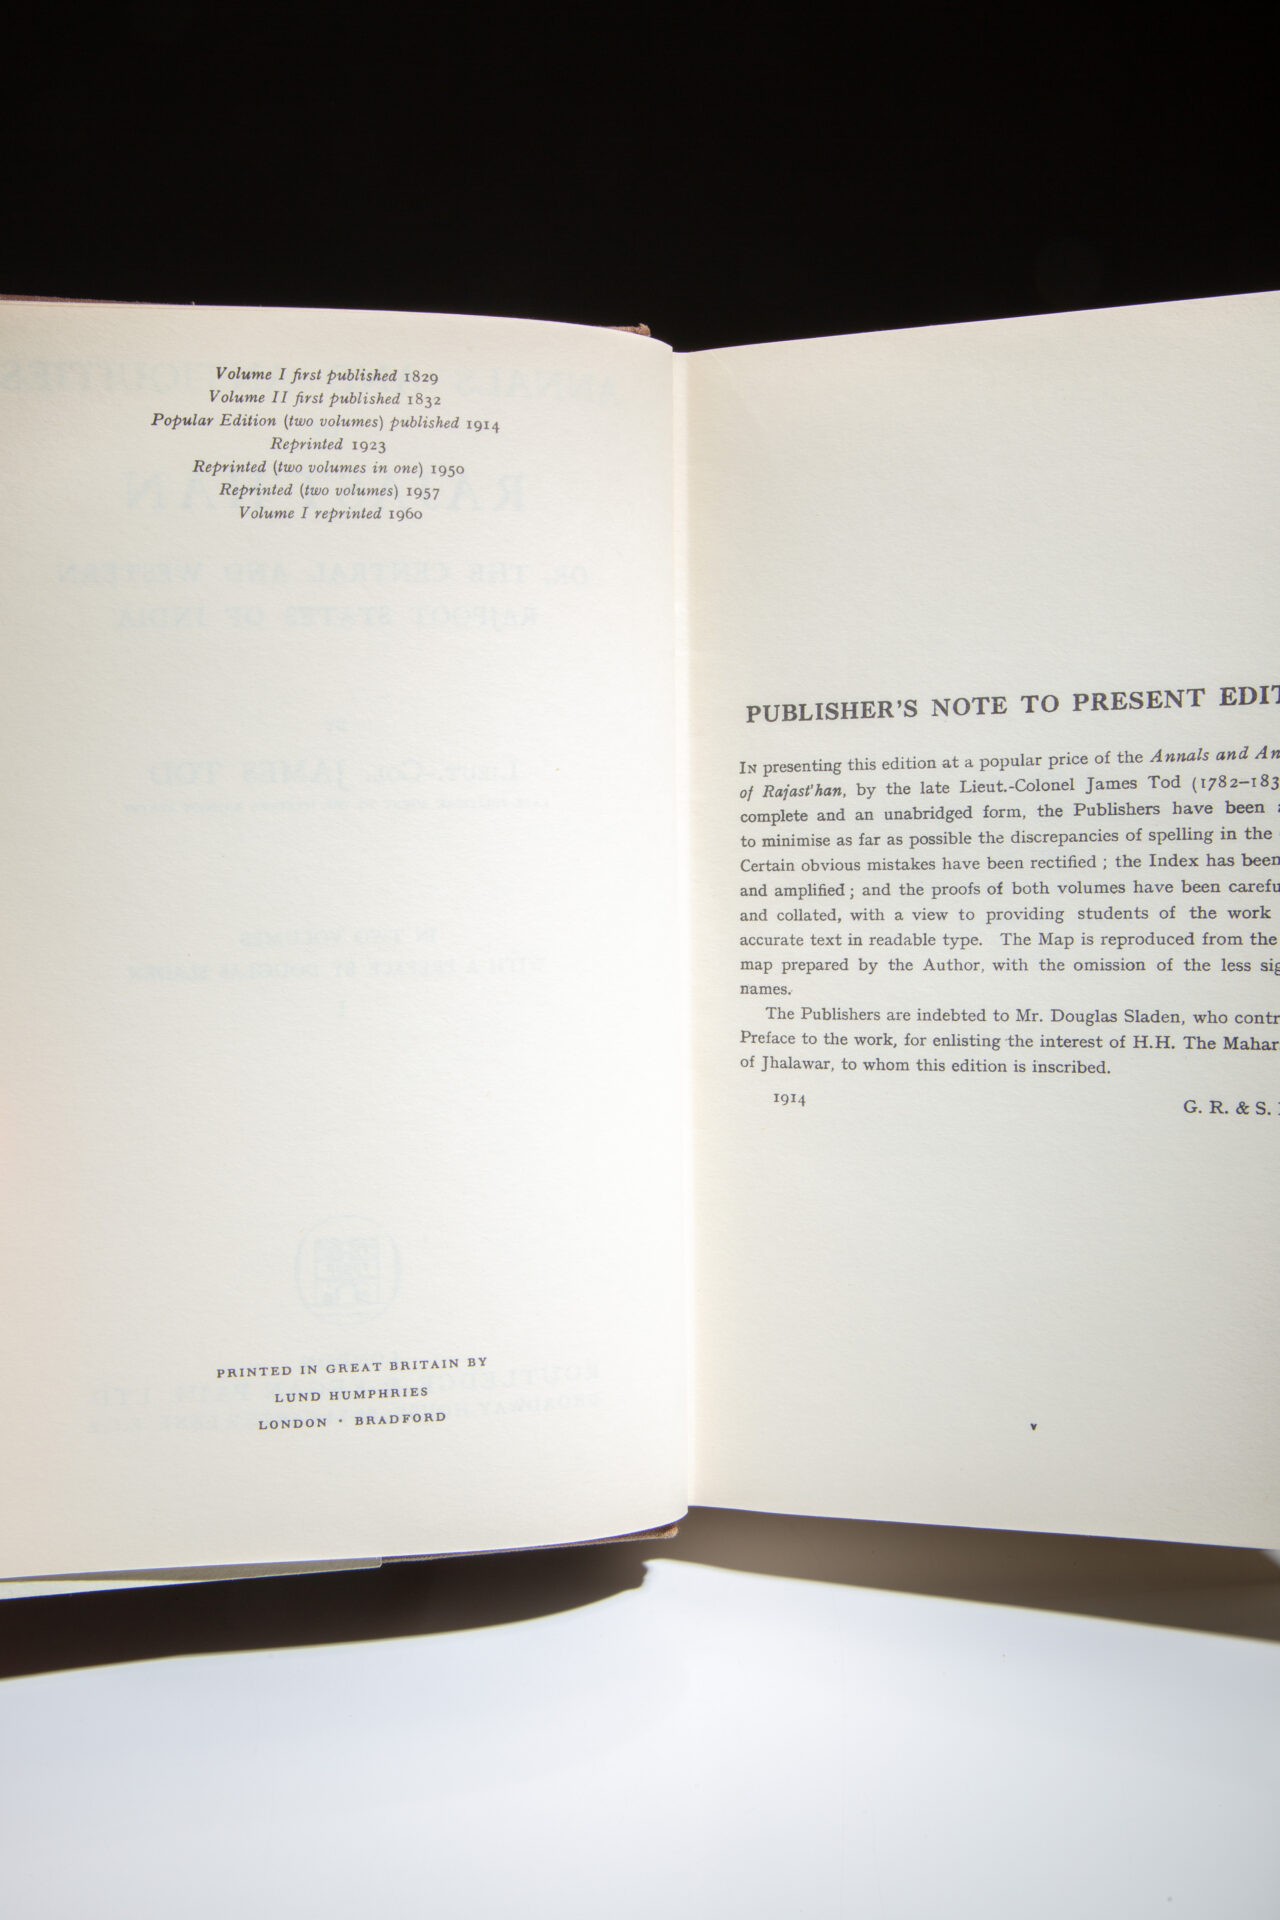 Volume I first published 1829
Volume II first published 1832
Popular Edition (two volumes) published 1914
Reprinted 1923
Reprinted (two volumes in one) 1950
Reprinted (two volumes) 1957
Volume I reprinted 1960
PRINTED IN GREAT BRITAIN BY
LUND HUMPHRIES
LONDON · BRADFORD
PUBLISHER'S NOTE TO PRESENT EDIT
IN presenting this edition at a popular price of the Annals and An
of Rajast'han, by the late Lieut.-Colonel James Tod (1782–183
complete and an unabridged form, the Publishers have been
to minimise as far as possible the discrepancies of spelling in the
Certain obvious mistakes have been rectified ; the Index has been
and amplified ; and the proofs of both volumes have been carefu
and collated, with a view to providing students of the work
accurate text in readable type. The Map is reproduced from the
map prepared by the Author, with the omission of the less sig
names.
The Publishers are indebted to Mr. Douglas Sladen, who contr
Preface to the work, for enlisting the interest of H.H. The Mahar
of Jhalawar, to whom this edition is inscribed.
1914
G. R. & S.
v